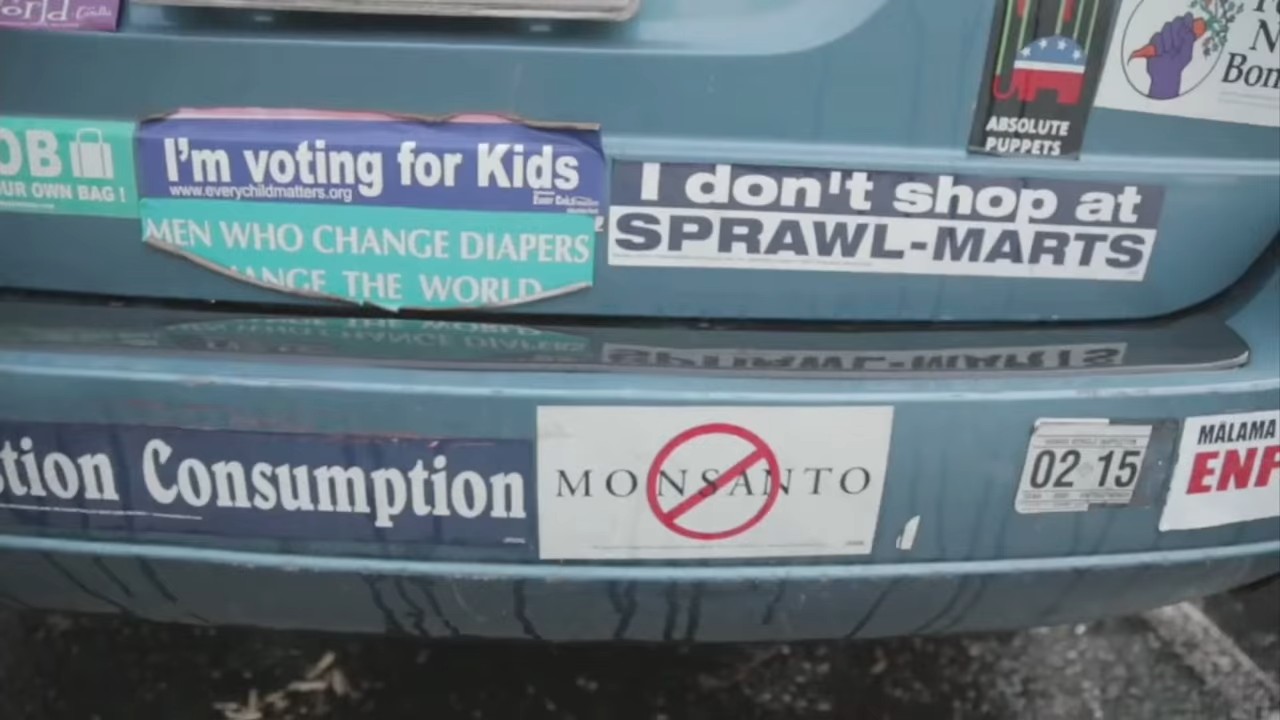 orld
ABSOLUTE
PUPPETS
N
Bom
OB
UR OWN BAG !
I'm voting for Kids
www.everychildmatters.org
MEN WHO CHANGE DIAPERS
ANGE THE WORLD
I don't shop at
SPRAWL-MARTS
tion Consumption
MONSANTO
02 15
MALAMA
ENF